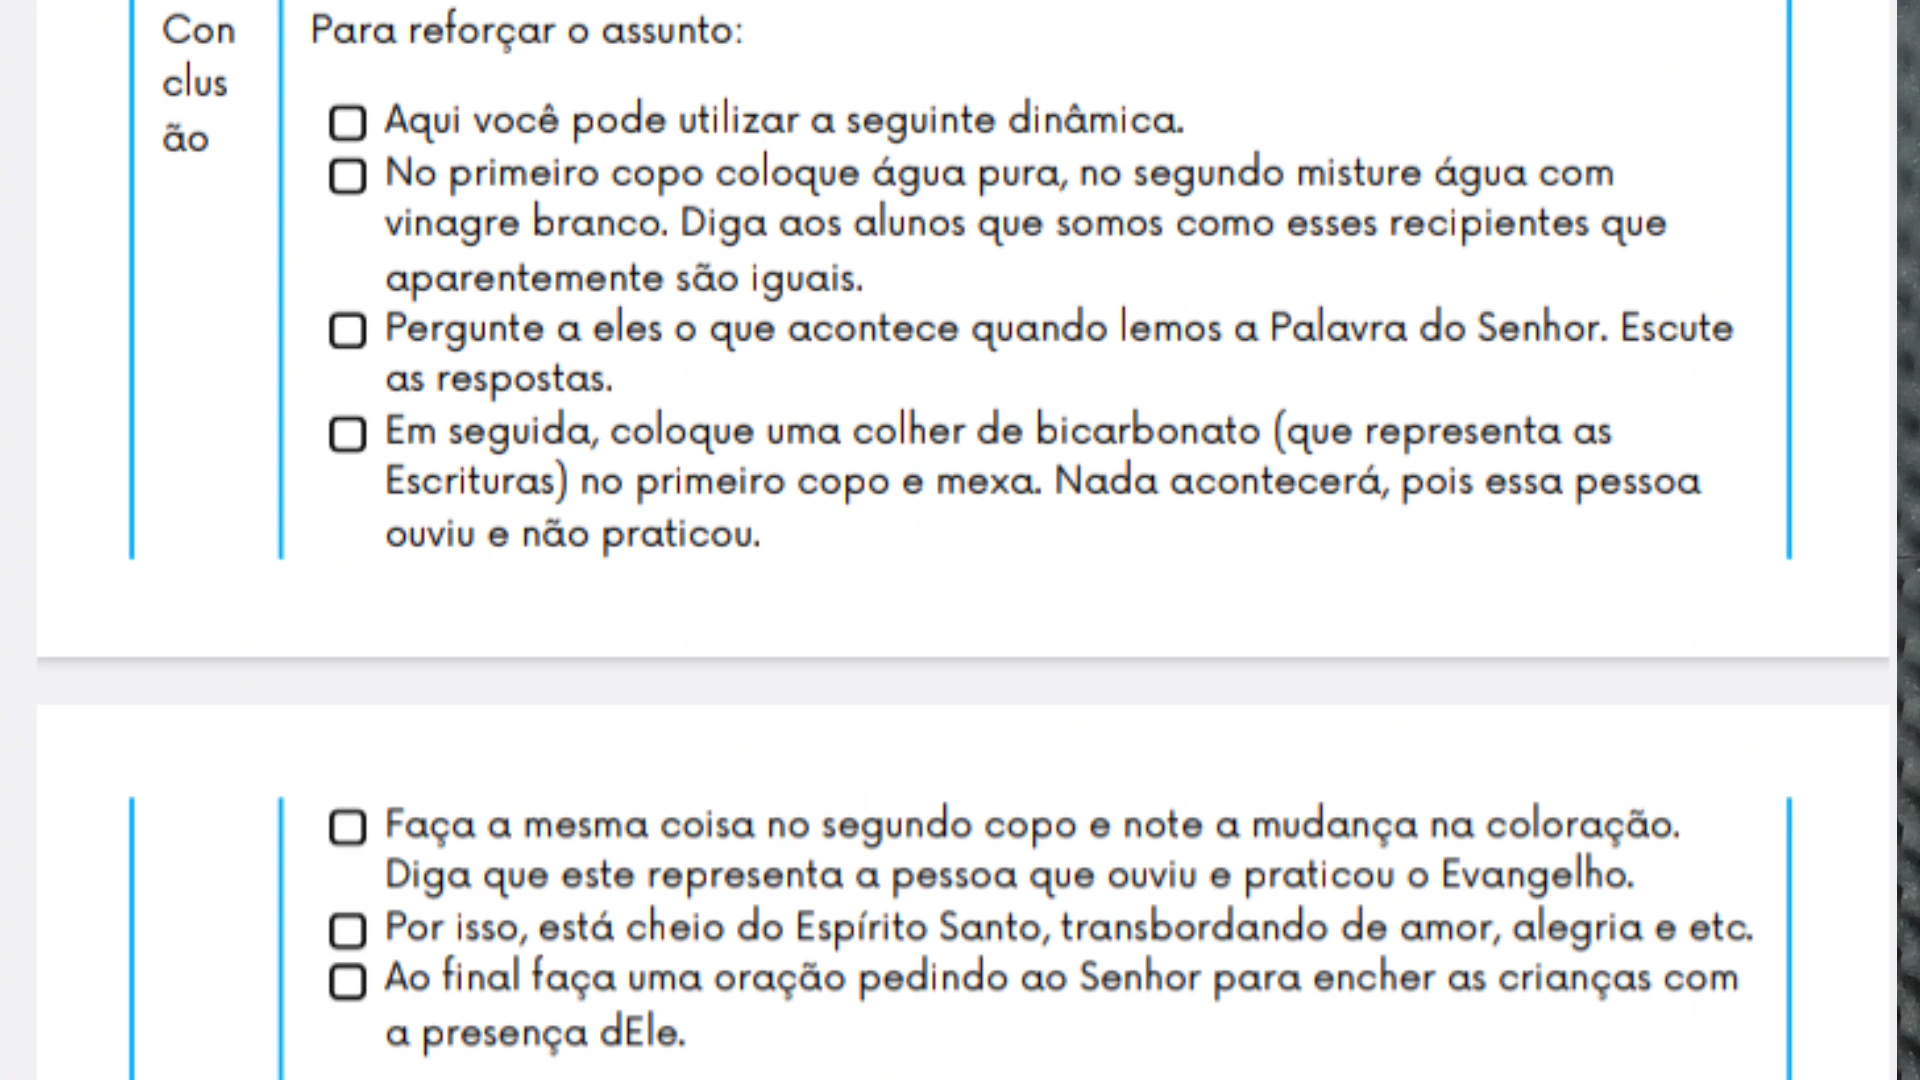 Con
clus
ão
Para reforçar o assunto:
Aqui você pode utilizar a seguinte dinâmica.
No primeiro copo coloque água pura, no segundo misture água com
vinagre branco. Diga aos alunos que somos como esses recipientes que
aparentemente são iguais.
Pergunte a eles o que acontece quando lemos a Palavra do Senhor. Escute
as respostas.
Em seguida, coloque uma colher de bicarbonato (que representa as
Escrituras) no primeiro copo e mexa. Nada acontecerá, pois essa pessoa
ouviu e não praticou.
Faça a mesma coisa no segundo copo e note a mudança na coloração.
Diga que este representa a pessoa que ouviu e praticou o Evangelho.
Por isso, está cheio do Espírito Santo, transbordando de amor, alegria e etc.
Ao final faça uma oração pedindo ao Senhor para encher as crianças com
a presença dEle.